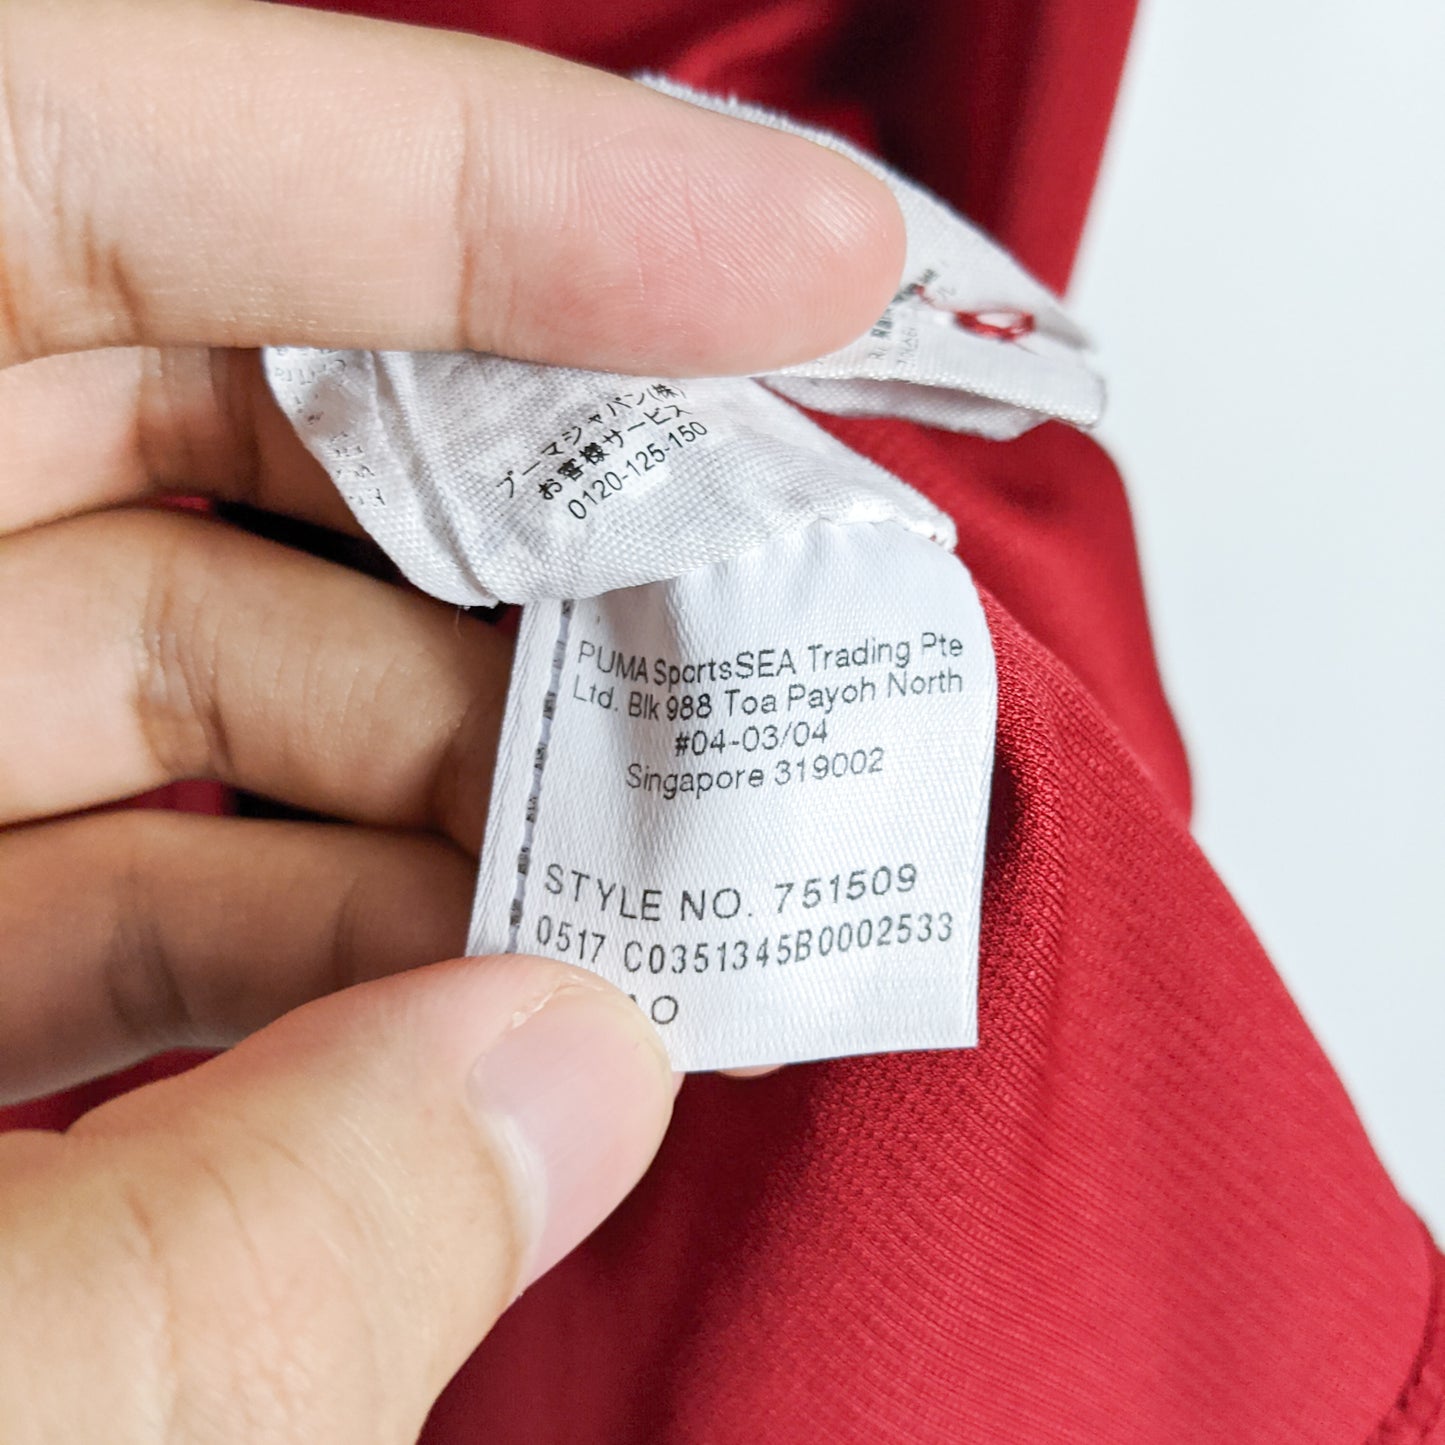 プーマジャパン(株)
お客様サービス
0120-125-150
PUMA SportsSEA Trading Pte
Ltd. Blk 988 Toa Payoh North
#04-03/04
Singapore 319002
STYLE NO. 751509
0517 C0351345B0002533
AO